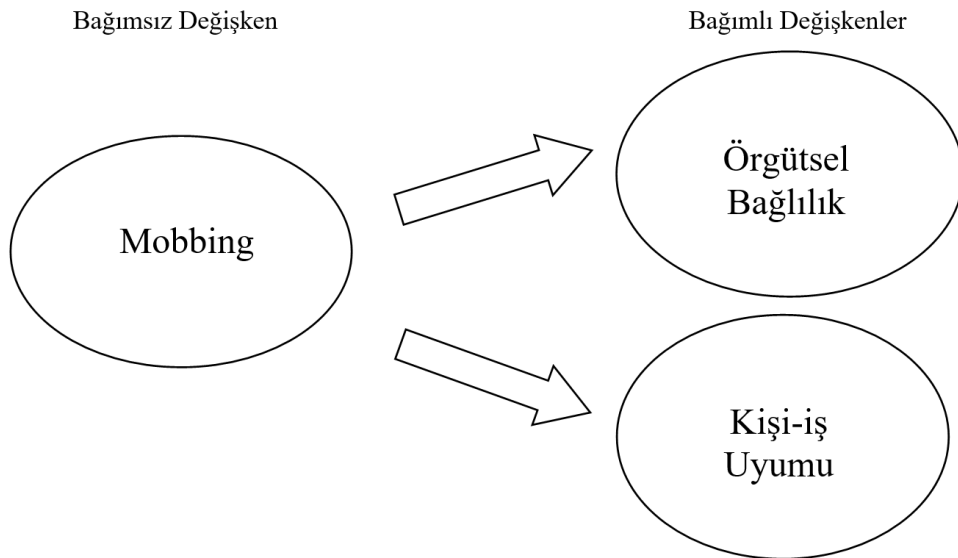 Bağımsız Değişken
Bağımlı Değişkenler
Mobbing
Örgütsel
Bağlılık
Kişi-iş
Uyumu